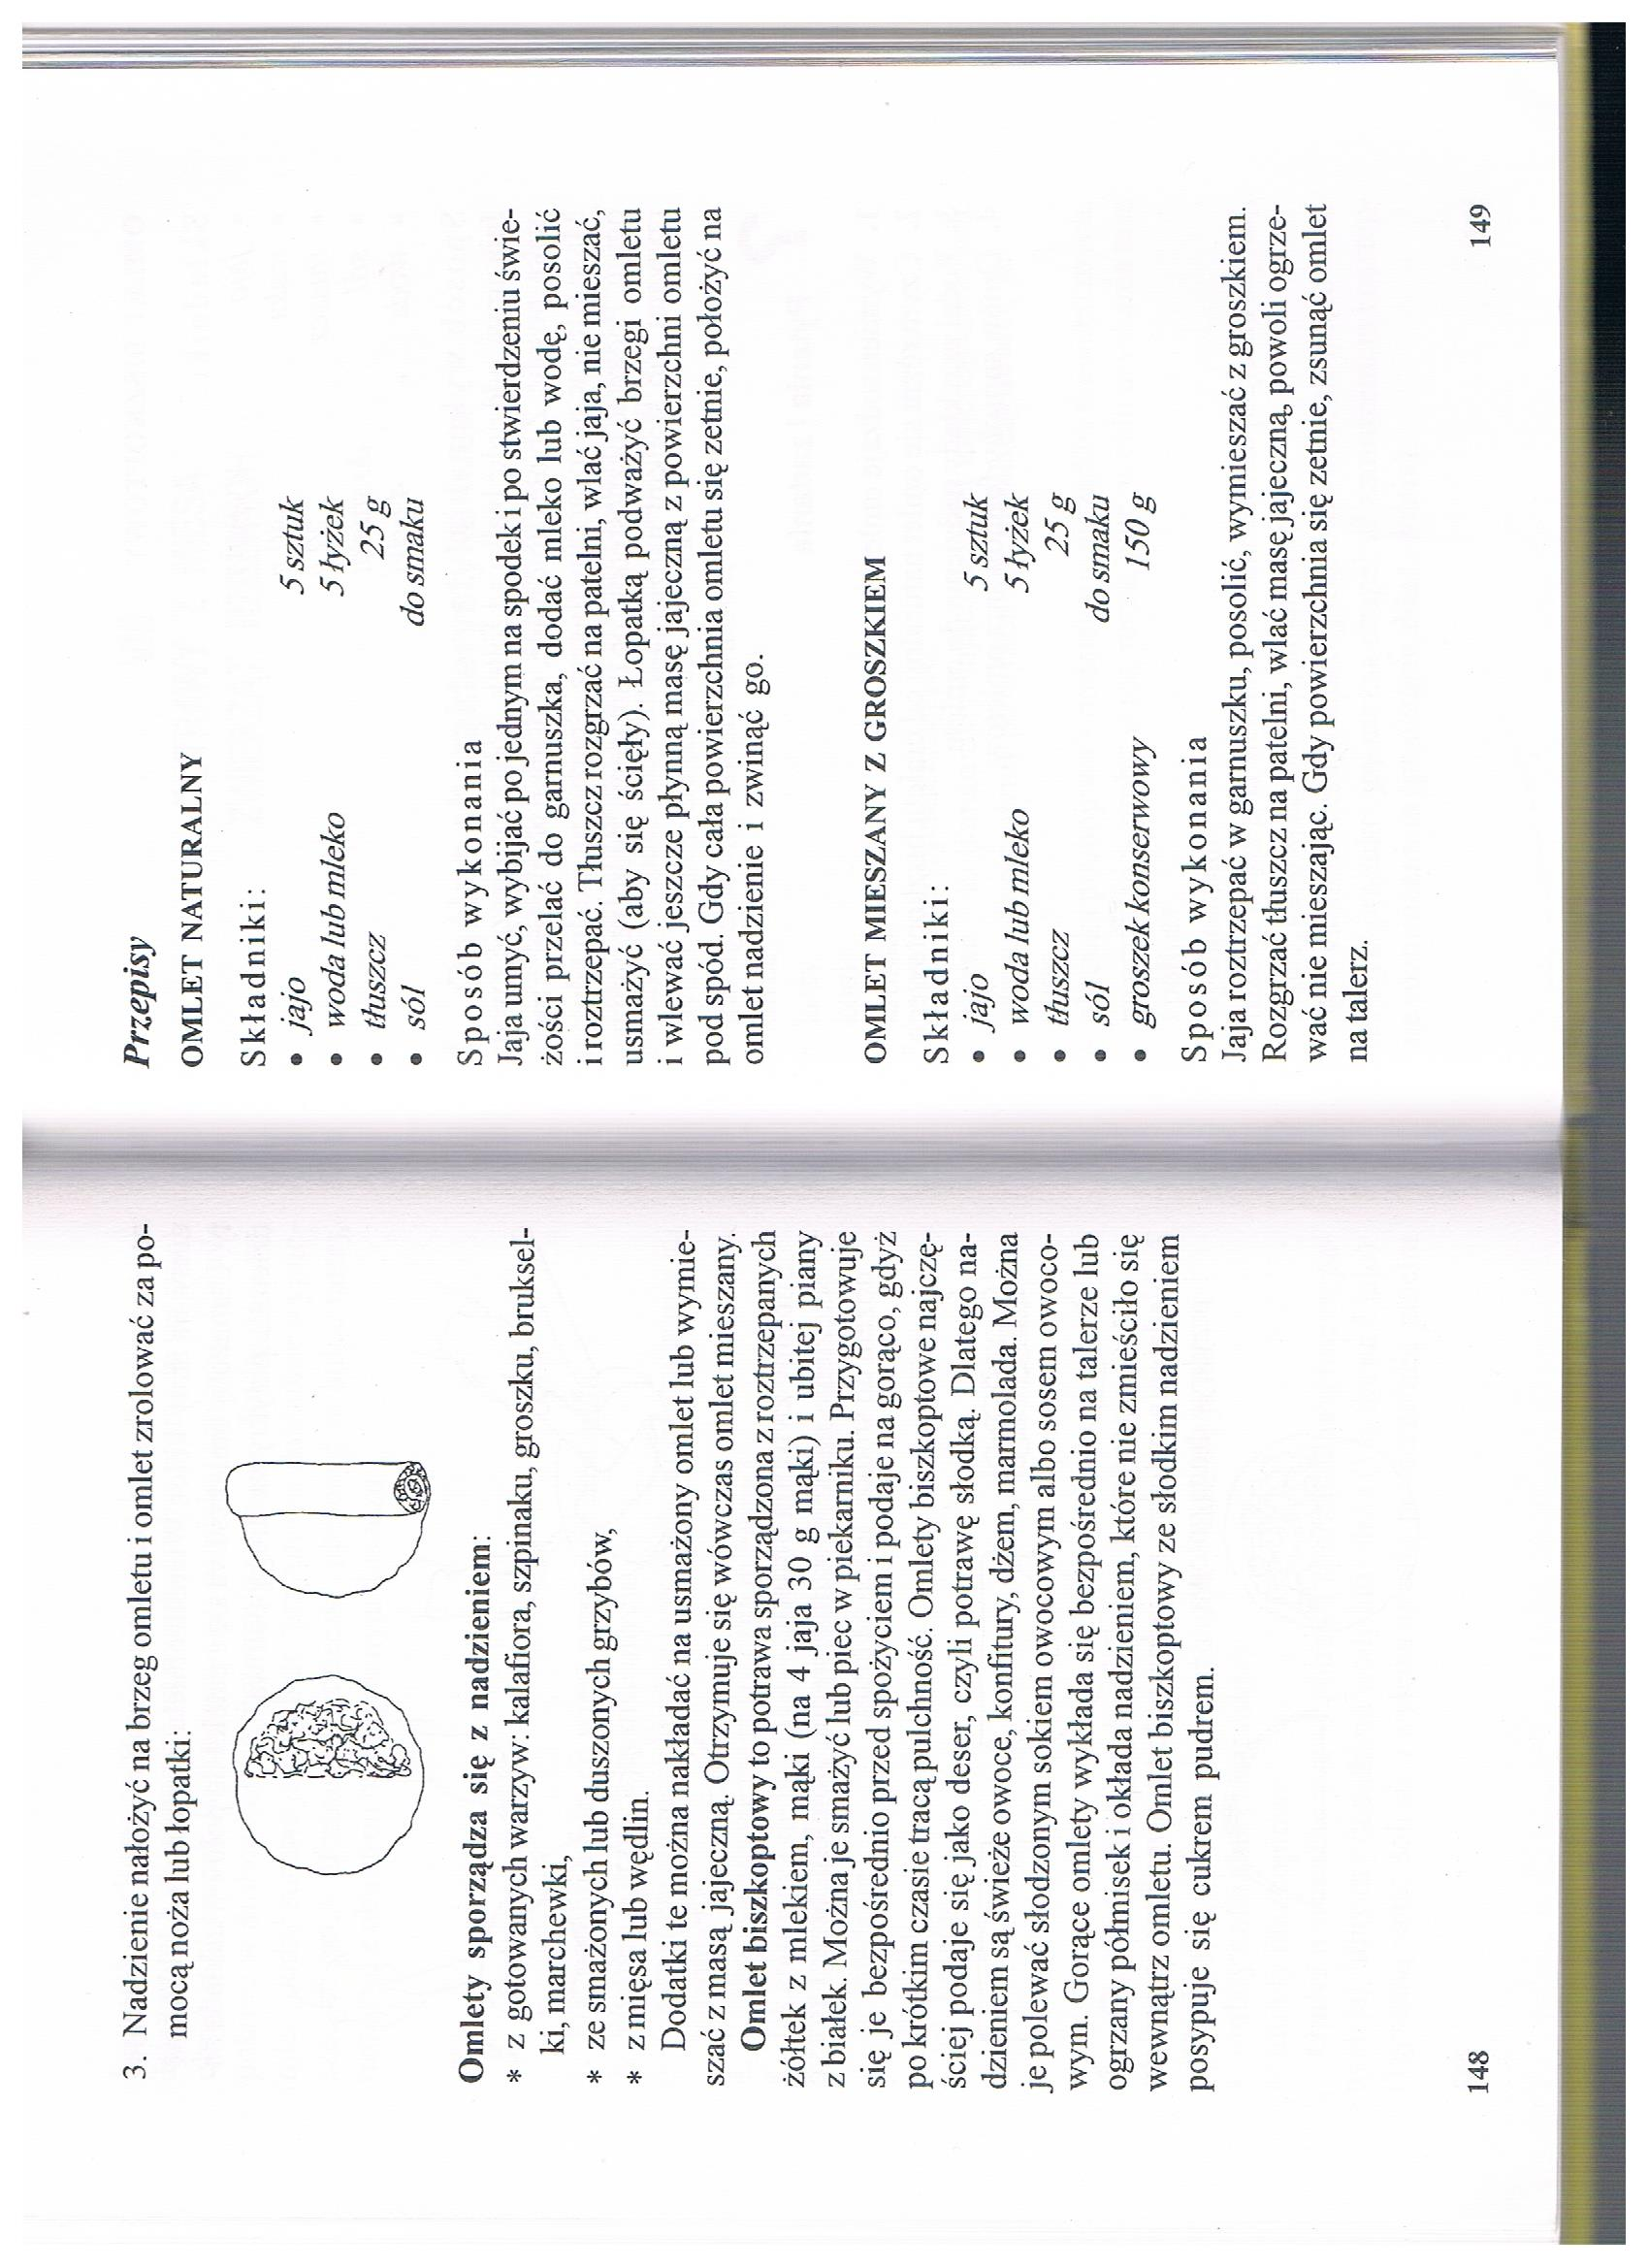 3. Nadzienie nałożyć na brzeg omletu i omlet zrolować za po-
mocą noża lub łopatki:
Omlety sporządza się z nadzieniem:
* z gotowanych warzyw: kalafiora, szpinaku, groszku, bruksel-
ki, marchewki,
* ze smażonych lub duszonych grzybów,
* z mięsa lub wędlin.
Dodatki te można nakładać na usmażony omlet lub wymie-
szać z masą jajeczną. Otrzymuje się wówczas omlet mieszany.
Omlet biszkoptowy to potrawa sporządzona z roztrzepanych
żółtek z mlekiem, mąki (na 4 jaja 30 g mąki) i ubitej piany
z białek. Można je smażyć lub piec w piekarniku. Przygotowuje
się je bezpośrednio przed spożyciem i podaje na gorąco, gdyż
po krótkim czasie tracą pulchność. Omlety biszkoptowe najczę-
ściej podaje się jako deser, czyli potrawę słodką. Dlatego na-
dzieniem są świeże owoce, konfitury, dżem, marmolada. Można
je polewać słodzonym sokiem owocowym albo sosem owoco-
wym. Gorące omlety wykłada się bezpośrednio na talerze lub
ogrzany półmisek i okłada nadzieniem, które nie zmieściło się
wewnątrz omletu. Omlet biszkoptowy ze słodkim nadzieniem
posypuje się cukrem pudrem.
148
Przepisy
OMLET NATURALNY
Składniki:
• jajo 5 sztuk
• woda lub mleko 5 łyżek
• tłuszcz 25 g
• sól do smaku
Sposób wykonania
Jaja umyć, wybijać po jednym na spodek i po stwierdzeniu świe-
żości przelać do garnuszka, dodać mleko lub wodę, posolić
i roztrzepać. Tłuszcz rozgrzać na patelni, wlać jaja, nie mieszać,
usmażyć (aby się ścięły). Łopatką podważyć brzegi omletu
i wlewać jeszcze płynną masę jajeczną z powierzchni omletu
pod spód. Gdy cała powierzchnia omletu się zetnie, położyć na
omlet nadzienie i zwinąć go.
OMLET MIESZANY Z GROSZKIEM
Składniki:
• jajo 5 sztuk
• woda lub mleko 5 łyżek
• tłuszcz 25 g
• sól do smaku
• groszek konserwowy 150 g
Sposób wykonania
Jaja roztrzepać w garnuszku, posolić, wymieszać z groszkiem.
Rozgrzać tłuszcz na patelni, wlać masę jajeczną, powoli ogrze-
wać nie mieszając. Gdy powierzchnia się zetnie, zsunąć omlet
na talerz.
149